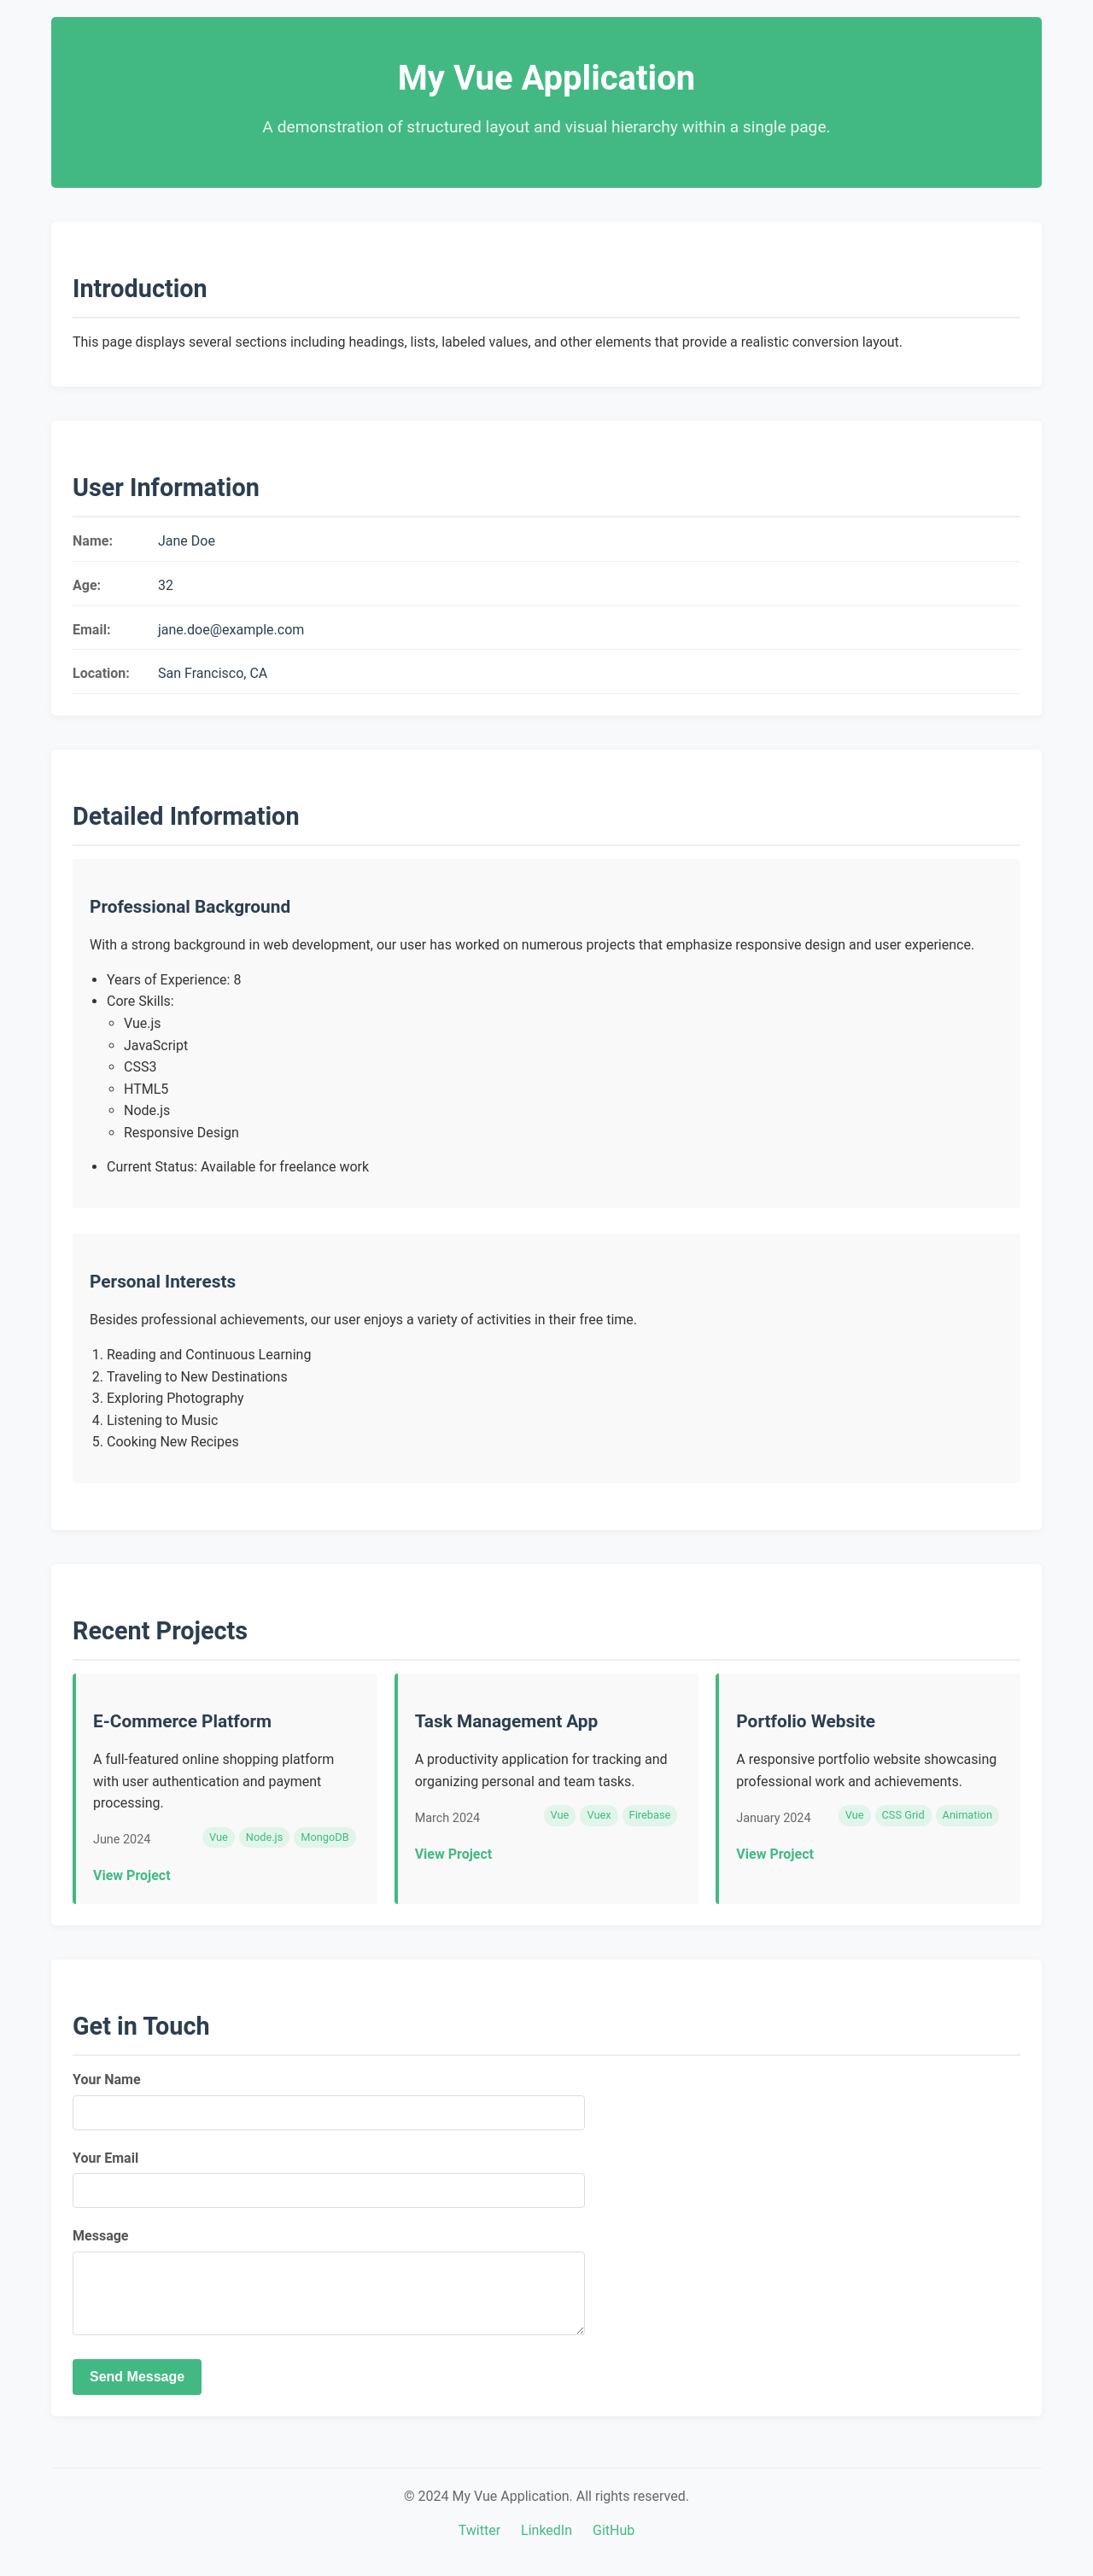 My Vue Application
A demonstration of structured layout and visual hierarchy within a single page.
Introduction
This page displays several sections including headings, lists, labeled values, and other elements that provide a realistic conversion layout.
User Information
Name: Jane Doe
Age: 32
Email: jane.doe@example.com
Location: San Francisco, CA
Detailed Information
Professional Background
With a strong background in web development, our user has worked on numerous projects that emphasize responsive design and user experience.
• Years of Experience: 8
• Core Skills:
◦ Vue.js
◦ JavaScript
◦ CSS3
◦ HTML5
◦ Node.js
◦ Responsive Design
• Current Status: Available for freelance work
Personal Interests
Besides professional achievements, our user enjoys a variety of activities in their free time.
1. Reading and Continuous Learning
2. Traveling to New Destinations
3. Exploring Photography
4. Listening to Music
5. Cooking New Recipes
Recent Projects
E-Commerce Platform
A full-featured online shopping platform
with user authentication and payment
processing.
June 2024 Vue Node.js MongoDB
View Project
Task Management App
A productivity application for tracking and
organizing personal and team tasks.
March 2024 Vue Vuex Firebase
View Project
Portfolio Website
A responsive portfolio website showcasing
professional work and achievements.
January 2024 Vue CSS Grid Animation
View Project
Get in Touch
Your Name
Your Email
Message
Send Message
© 2024 My Vue Application. All rights reserved.
Twitter LinkedIn GitHub